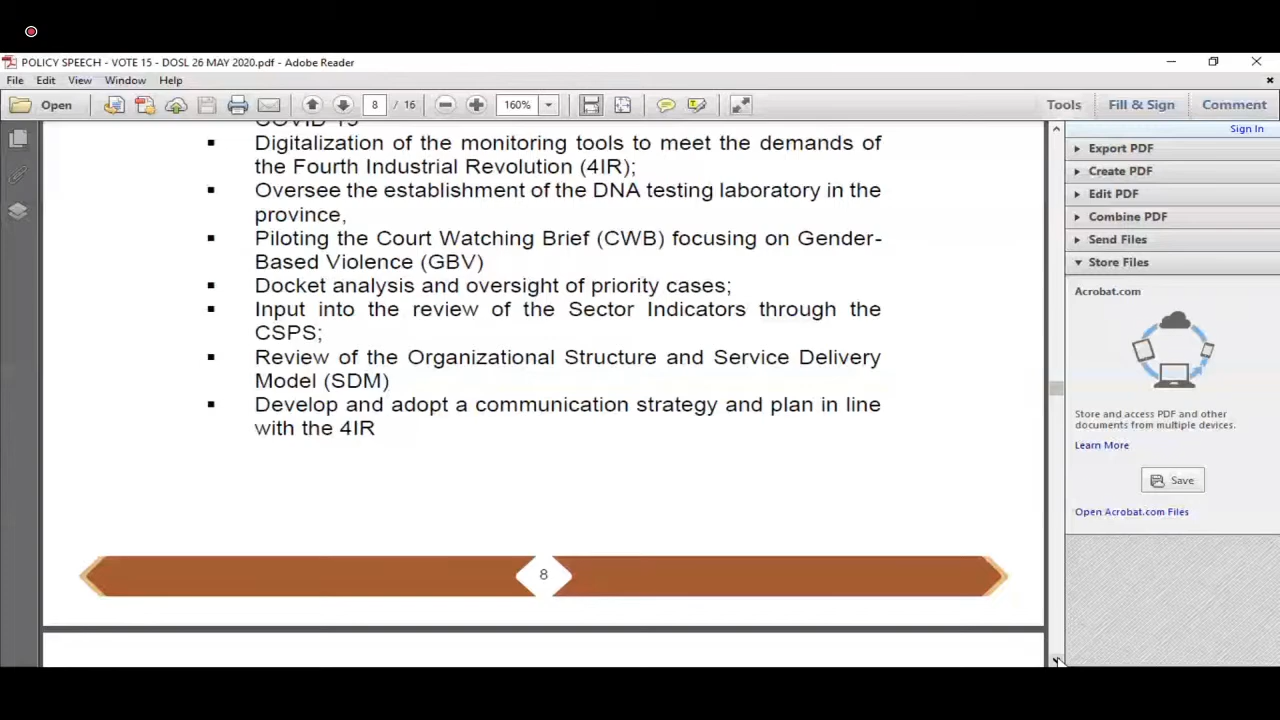 POLICY SPEECH - VOTE 15 - DOSL 26 MAY 2020.pdf - Adobe Reader
File Edit View Window Help
Open 8 / 16 160% Tools Fill & Sign Comment
Sign In
COVID-19
▪ Digitalization of the monitoring tools to meet the demands of
the Fourth Industrial Revolution (4IR);
▪ Oversee the establishment of the DNA testing laboratory in the
province,
▪ Piloting the Court Watching Brief (CWB) focusing on Gender-
Based Violence (GBV)
▪ Docket analysis and oversight of priority cases;
▪ Input into the review of the Sector Indicators through the
CSPS;
▪ Review of the Organizational Structure and Service Delivery
Model (SDM)
▪ Develop and adopt a communication strategy and plan in line
with the 4IR
8
Export PDF
Create PDF
Edit PDF
Combine PDF
Send Files
Store Files
Acrobat.com
Store and access PDF and other
documents from multiple devices.
Learn More
Save
Open Acrobat.com Files